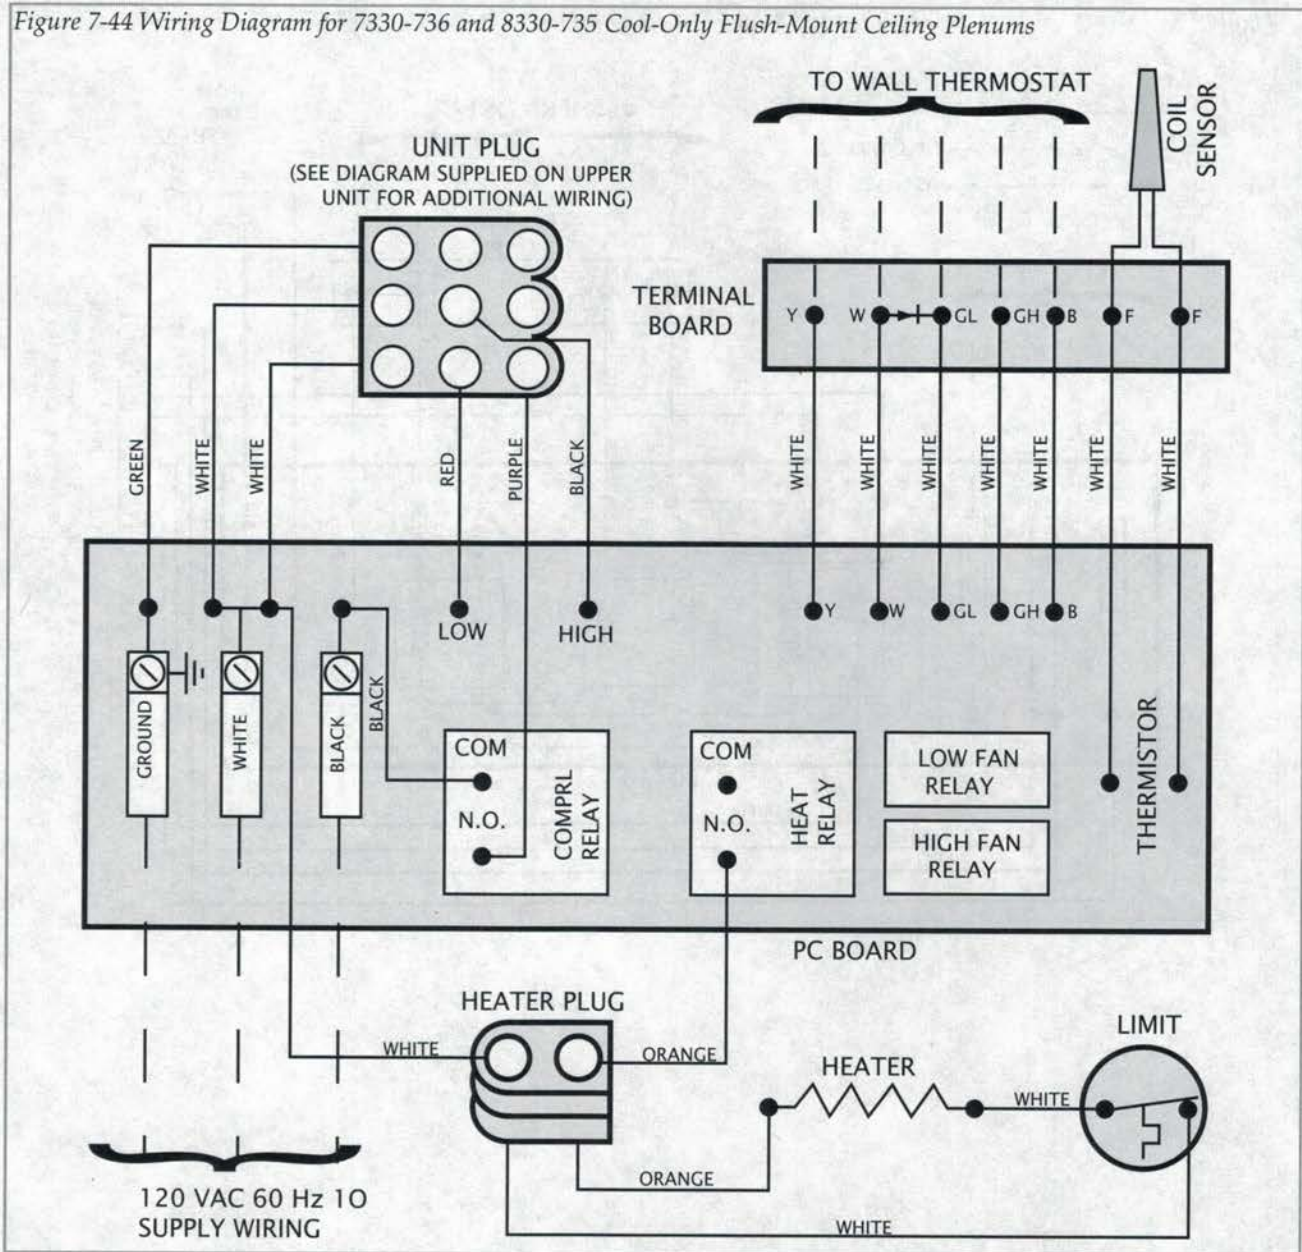 Figure 7-44 Wiring Diagram for 7330-736 and 8330-735 Cool-Only Flush-Mount Ceiling Plenums
TO WALL THERMOSTAT
COIL
SENSOR
UNIT PLUG
(SEE DIAGRAM SUPPLIED ON UPPER
UNIT FOR ADDITIONAL WIRING)
TERMINAL
BOARD
Y
W
GL
GH
B
F
F
GREEN
WHITE
WHITE
RED
PURPLE
BLACK
WHITE
WHITE
WHITE
WHITE
WHITE
WHITE
WHITE
LOW
HIGH
Y
W
GL
GH
B
GROUND
WHITE
BLACK
BLACK
COM
N.O.
COMPRL
RELAY
COM
N.O.
HEAT
RELAY
LOW FAN
RELAY
HIGH FAN
RELAY
THERMISTOR
PC BOARD
HEATER PLUG
WHITE
ORANGE
HEATER
WHITE
LIMIT
ORANGE
WHITE
120 VAC 60 Hz 1O
SUPPLY WIRING